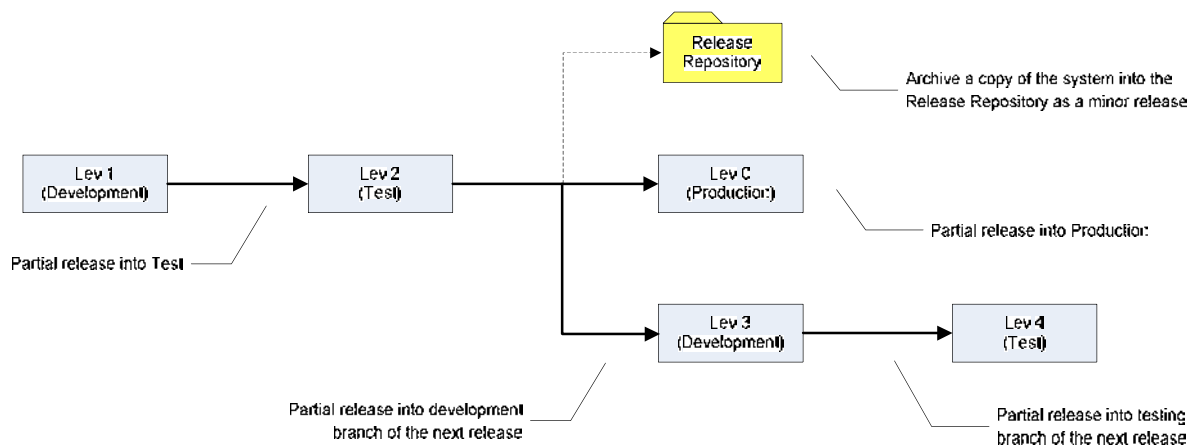 Release
Repository
Archive a copy of the system into the
Release Repository as a minor release
Lev 1
(Development)
Lev 2
(Test)
Lev 0
(Production)
Partial release into Production
Partial release into Test
Lev 3
(Development)
Lev 4
(Test)
Partial release into development
branch of the next release
Partial release into testing
branch of the next release